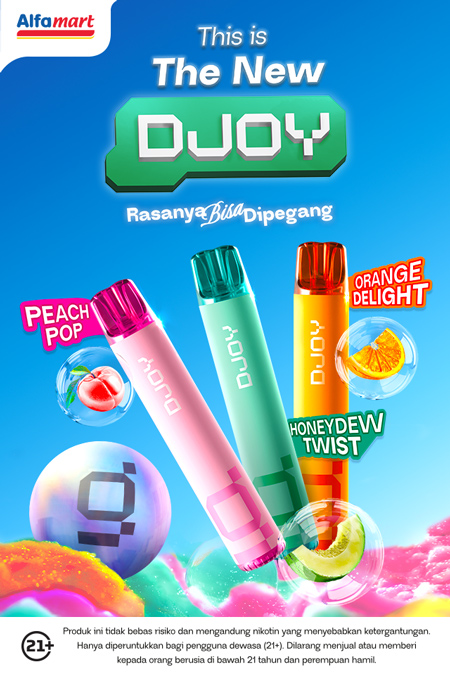 Alfamart
This is
The New
DJOY
Rasanya Bisa Dipegang
PEACH
POP
ORANGE
DELIGHT
HONEYDEW
TWIST
DJOY
DJOY
DJOY
21+
Produk ini tidak bebas risiko dan mengandung nikotin yang menyebabkan ketergantungan.
Hanya diperuntukkan bagi pengguna dewasa (21+). Dilarang menjual atau memberi
kepada orang berusia di bawah 21 tahun dan perempuan hamil.